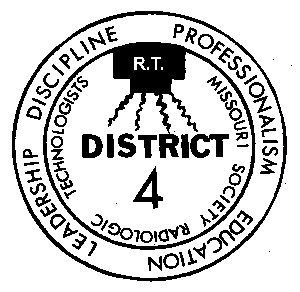 LEADERSHIP DISCIPLINE PROFESSIONALISM EDUCATION
MISSOURI SOCIETY RADIOLOGIC TECHNOLOGISTS
R.T.
DISTRICT
4